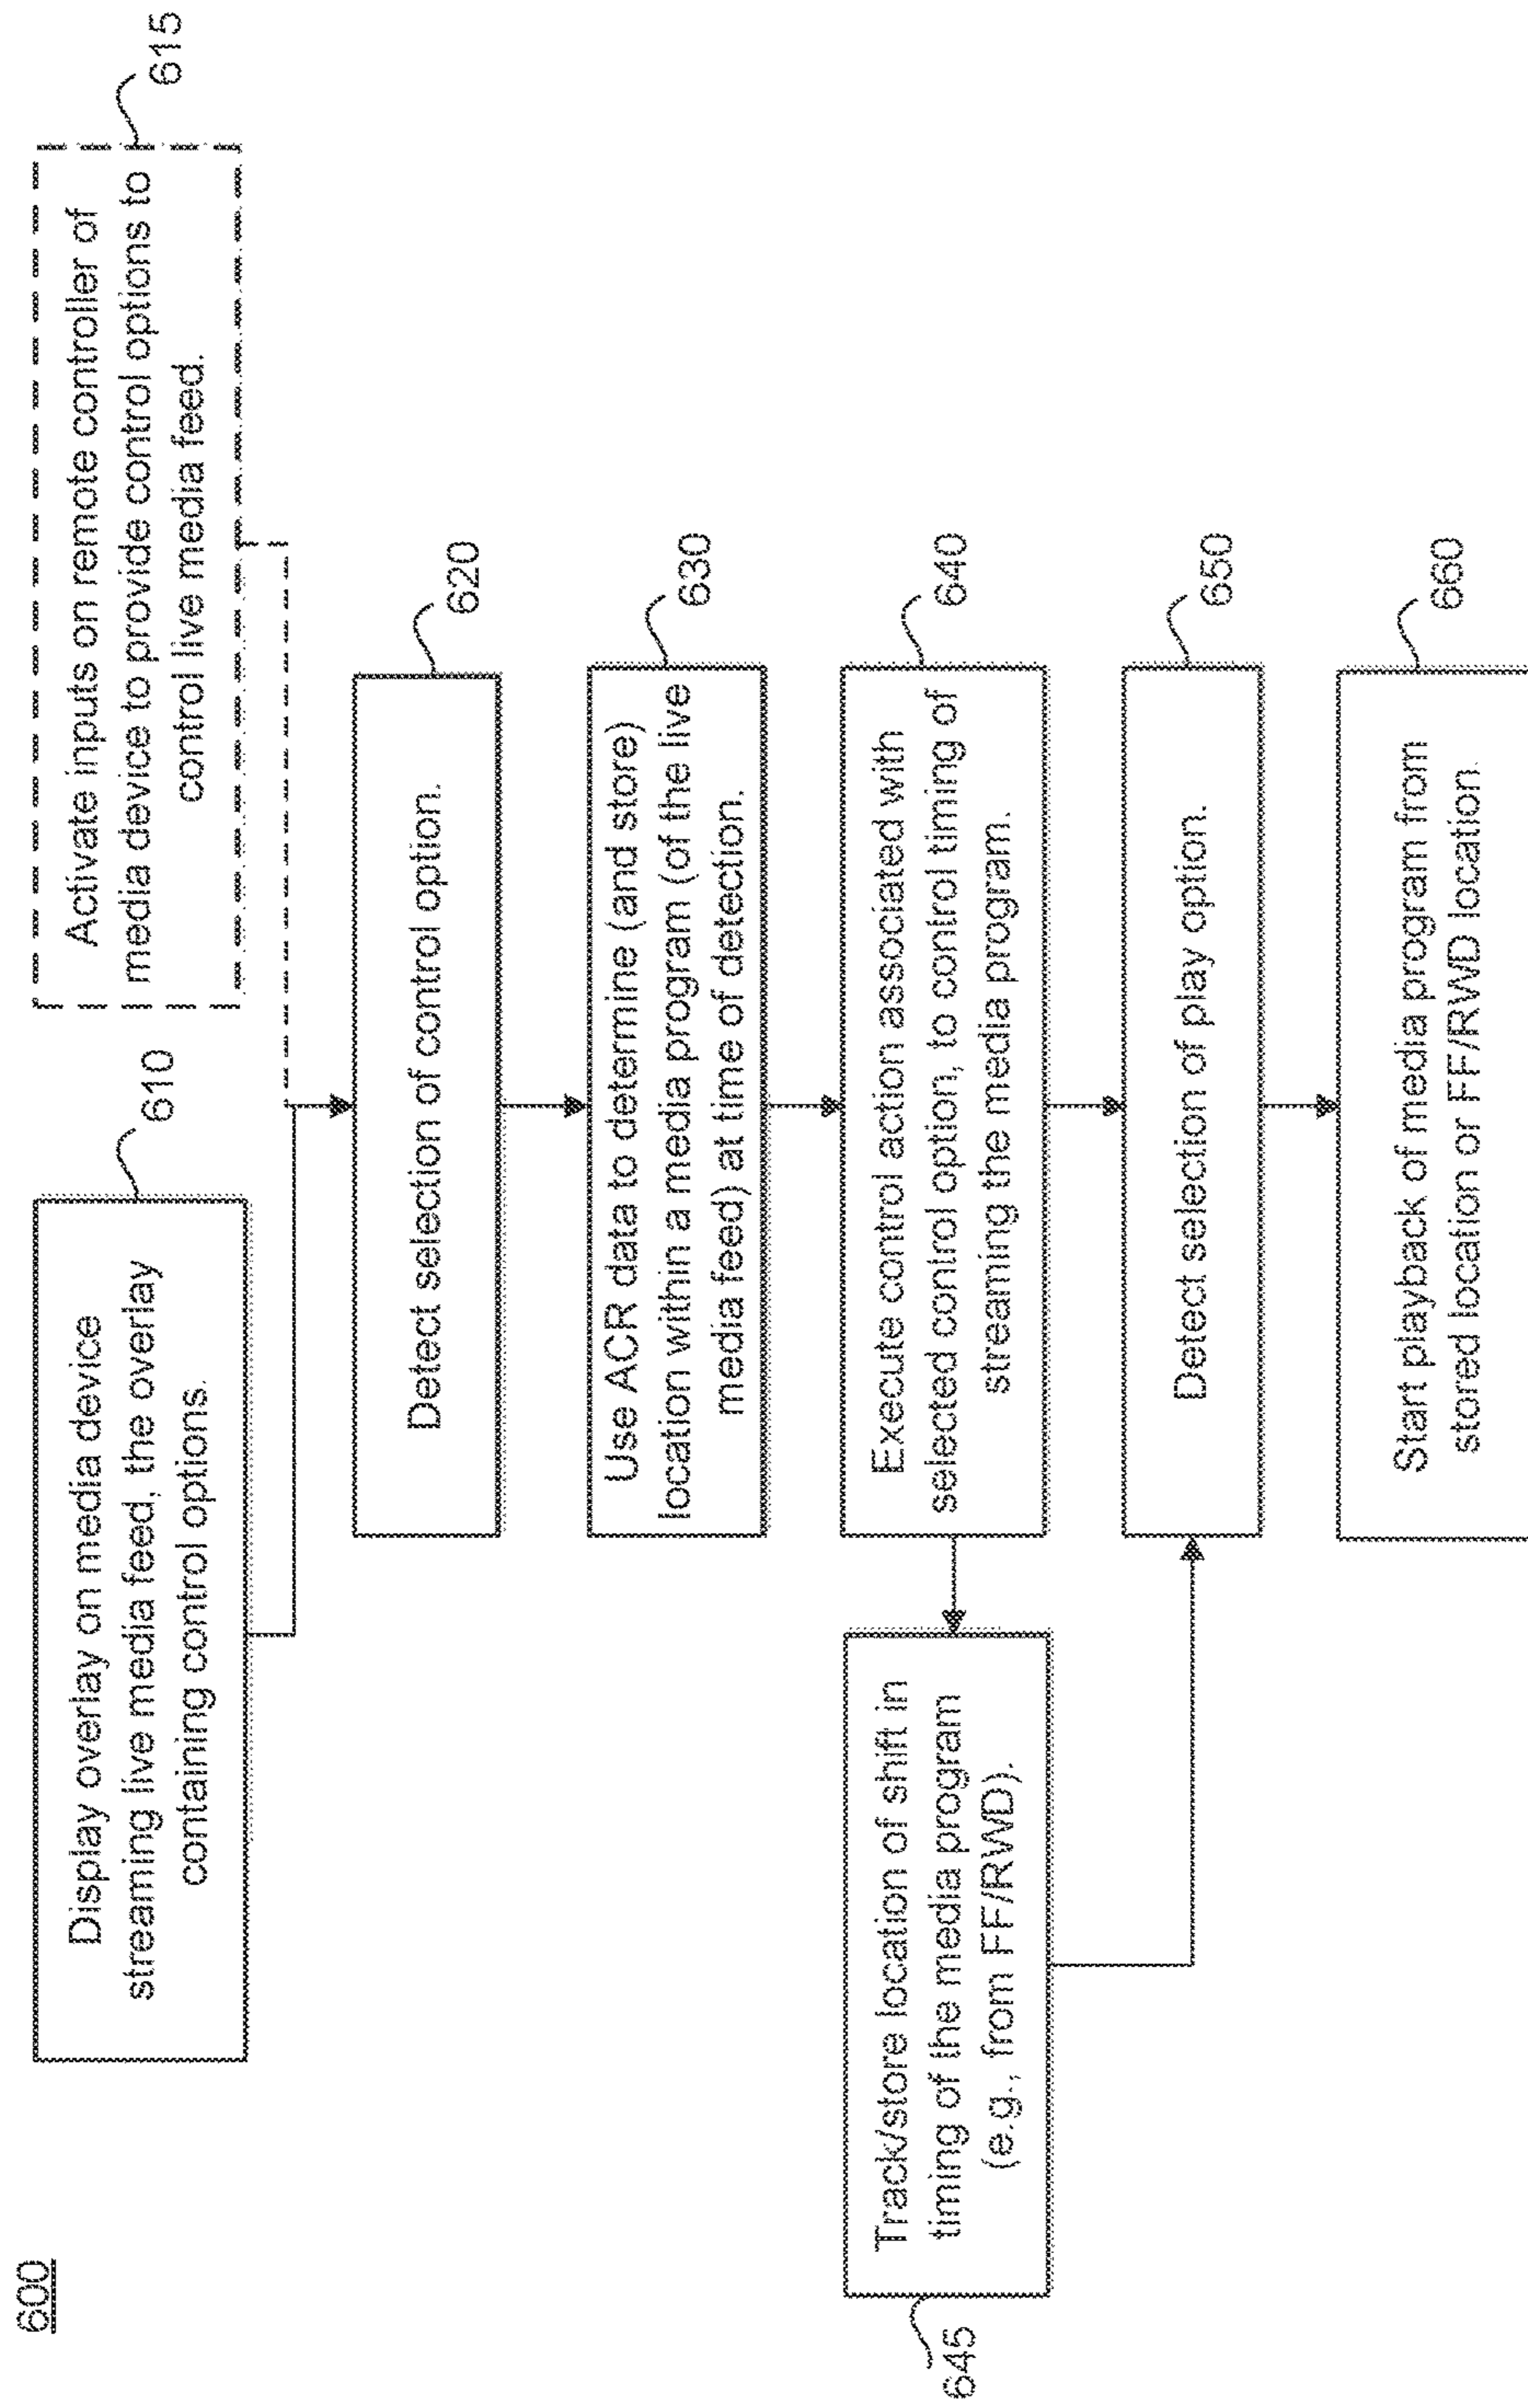 600
Display overlay on media device
streaming live media feed, the overlay
containing control options.
610
Activate inputs on remote controller of
media device to provide control options to
control live media feed.
615
Detect selection of control option.
620
Use ACR data to determine (and store)
location within a media program (of the live
media feed) at time of detection.
630
Execute control action associated with
selected control option, to control timing of
streaming the media program.
640
Track/store location of shift in
timing of the media program
(e.g., from FF/RWD).
645
Detect selection of play option.
650
Start playback of media program from
stored location or FF/RWD location.
660